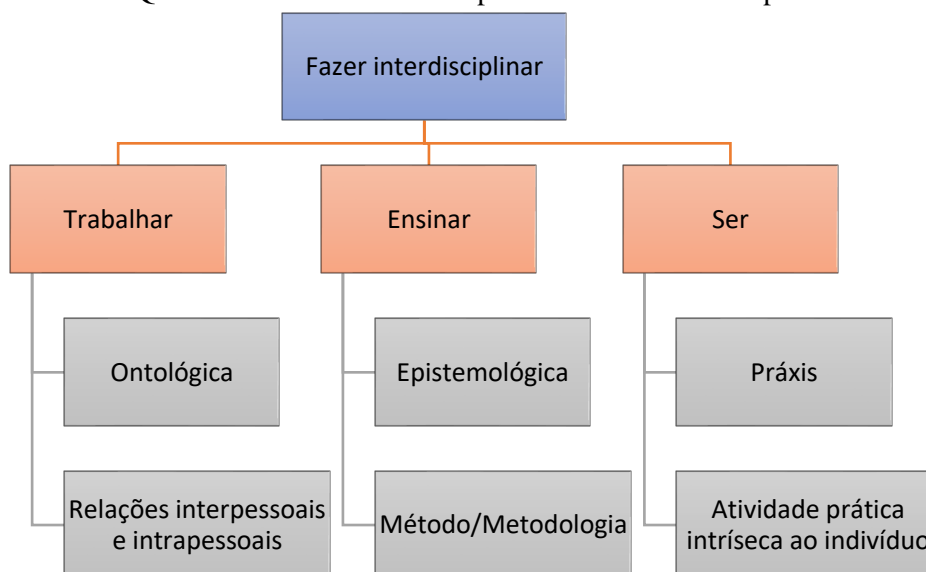 Fazer interdisciplinar
Trabalhar
Ensinar
Ser
Ontológica
Epistemológica
Práxis
Relações interpessoais
e intrapessoais
Método/Metodologia
Atividade prática
intríseca ao indivíduo